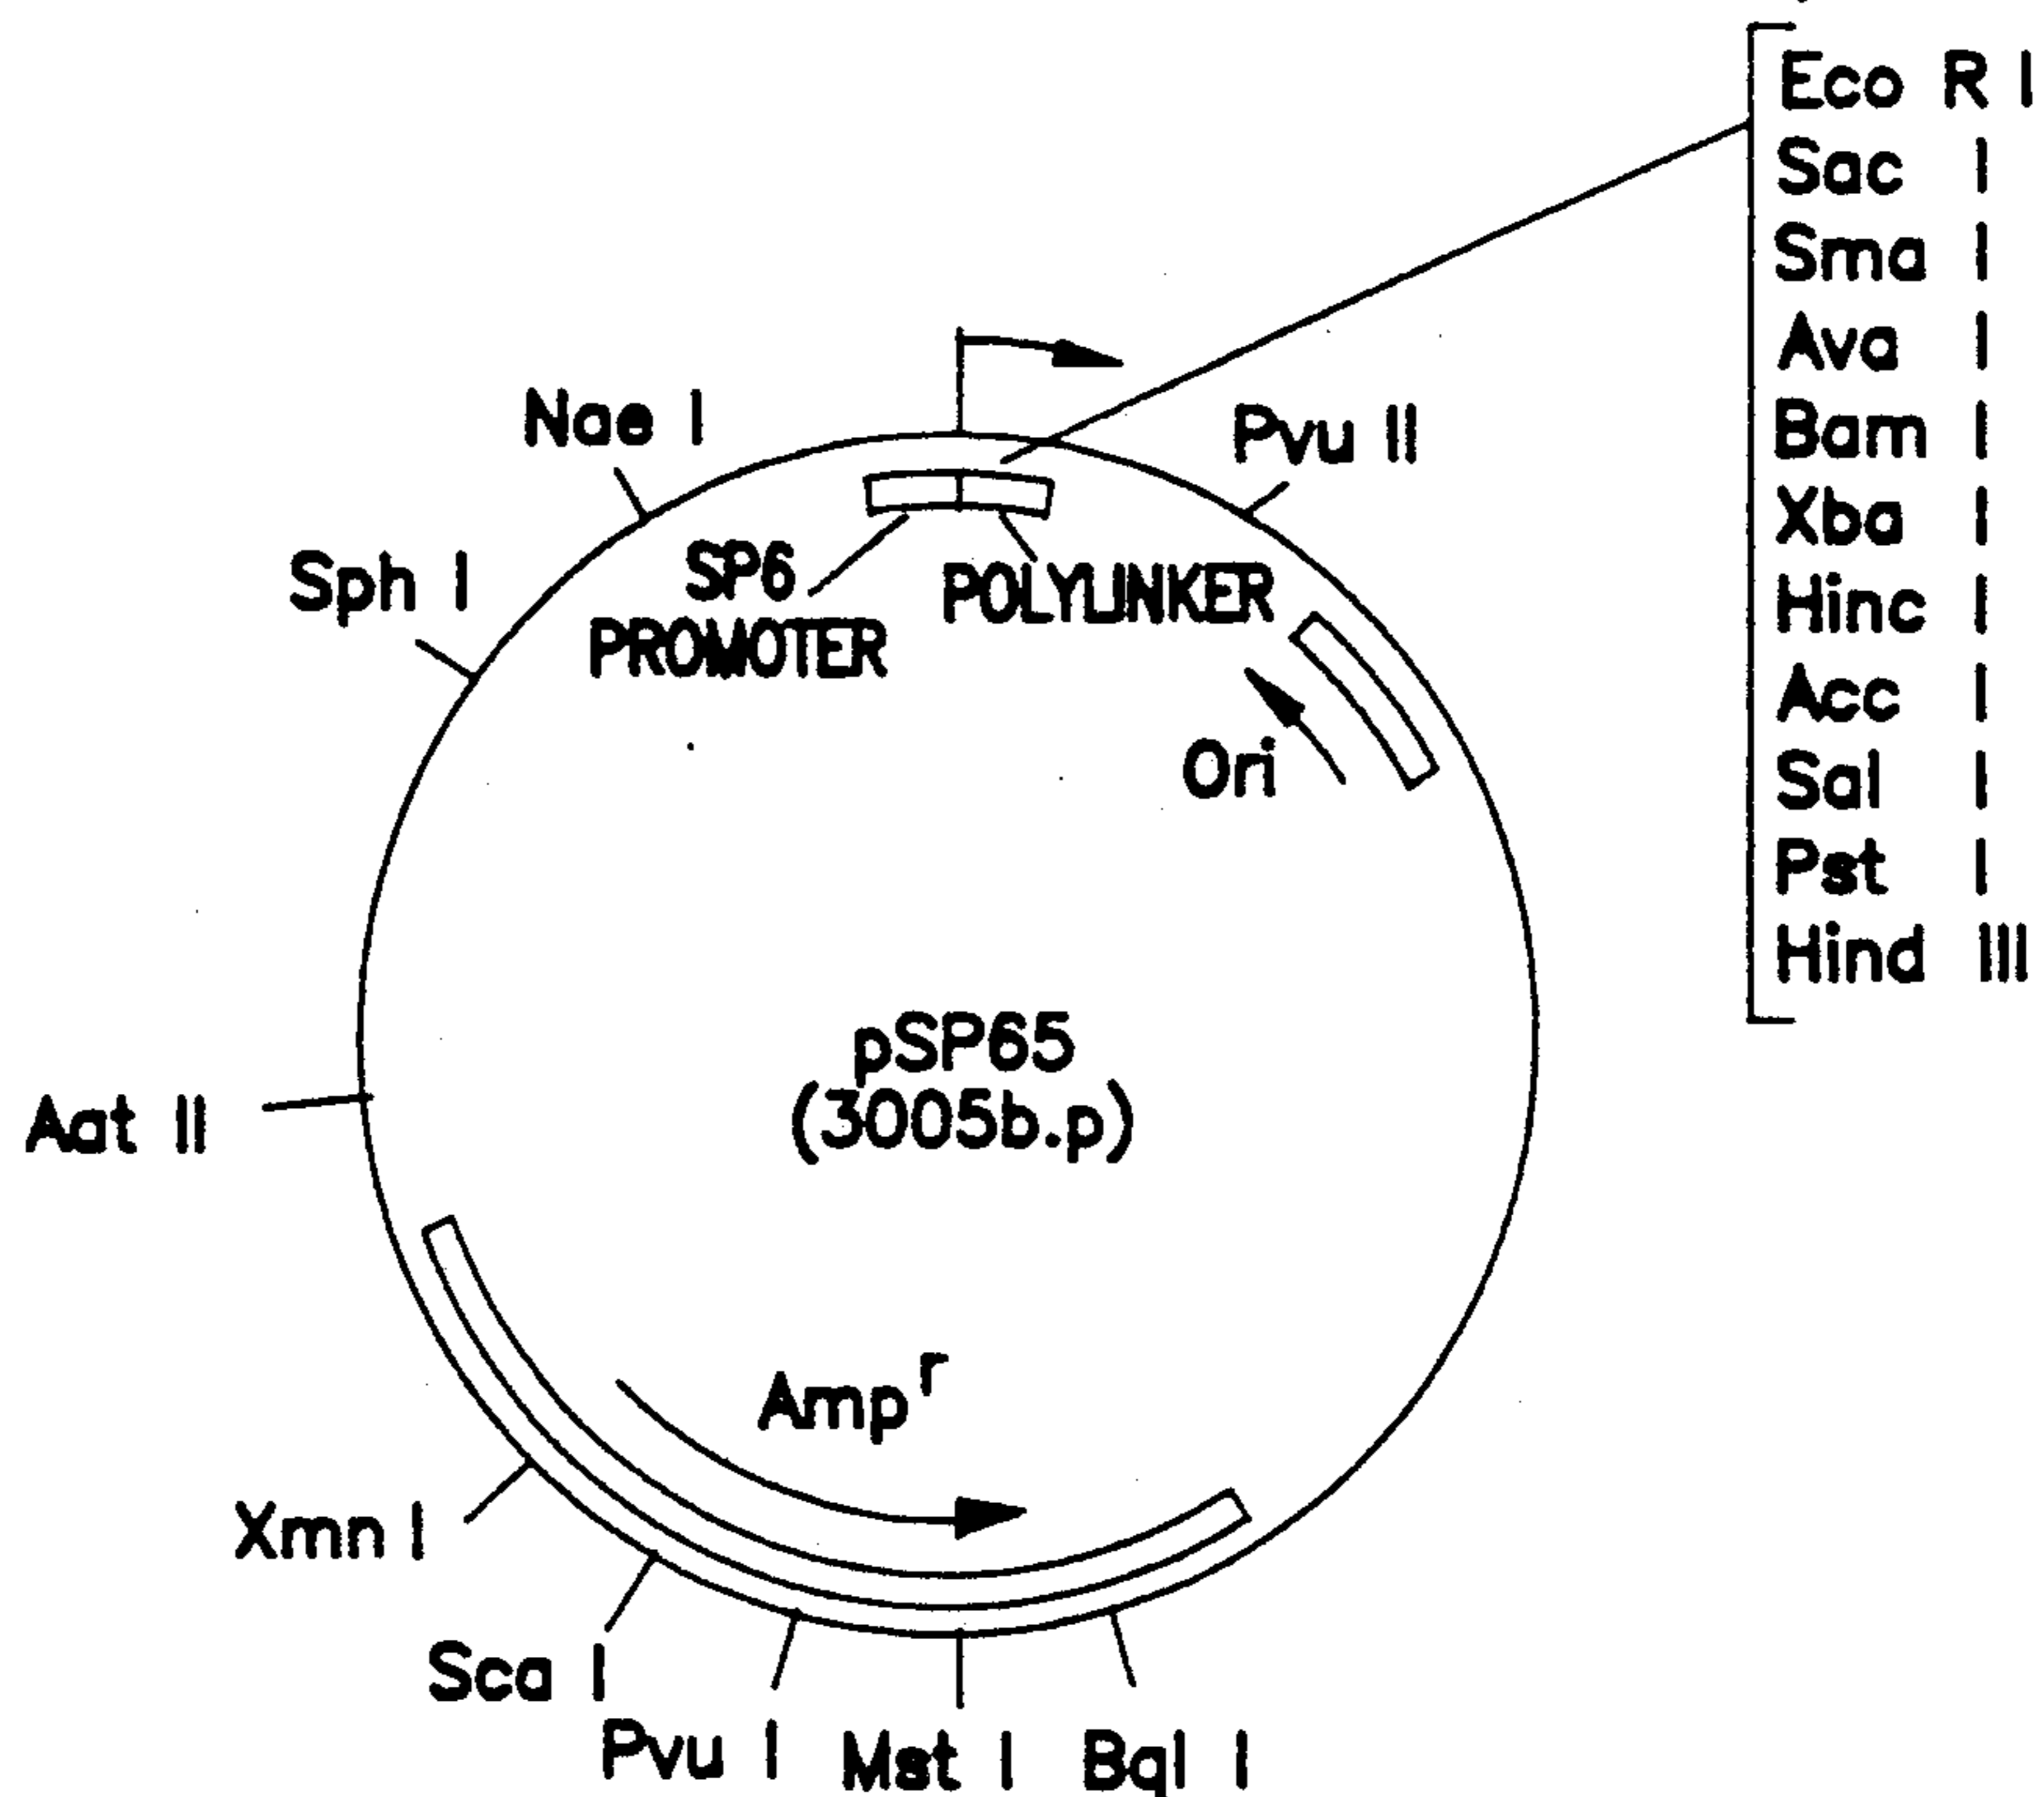 Eco R I
Sac I
Sma I
Ava I
Bam I
Xba I
Hinc I
Acc I
Sal I
Pst I
Hind III
Nae I
Pvu II
Sph I
SP6
PROMOTER
POLYLINKER
Ori
pSP65
(3005b.p)
Aat II
Amp^r
Xmn I
Sca I
Pvu I
Mst I
Bql I